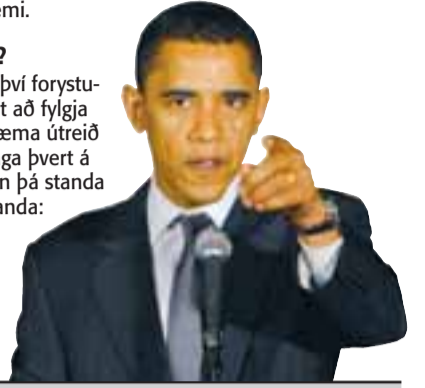 emi.
?
því forystu-
t að fylgja
æma útreið
ga þvert á
n þá standa
anda: